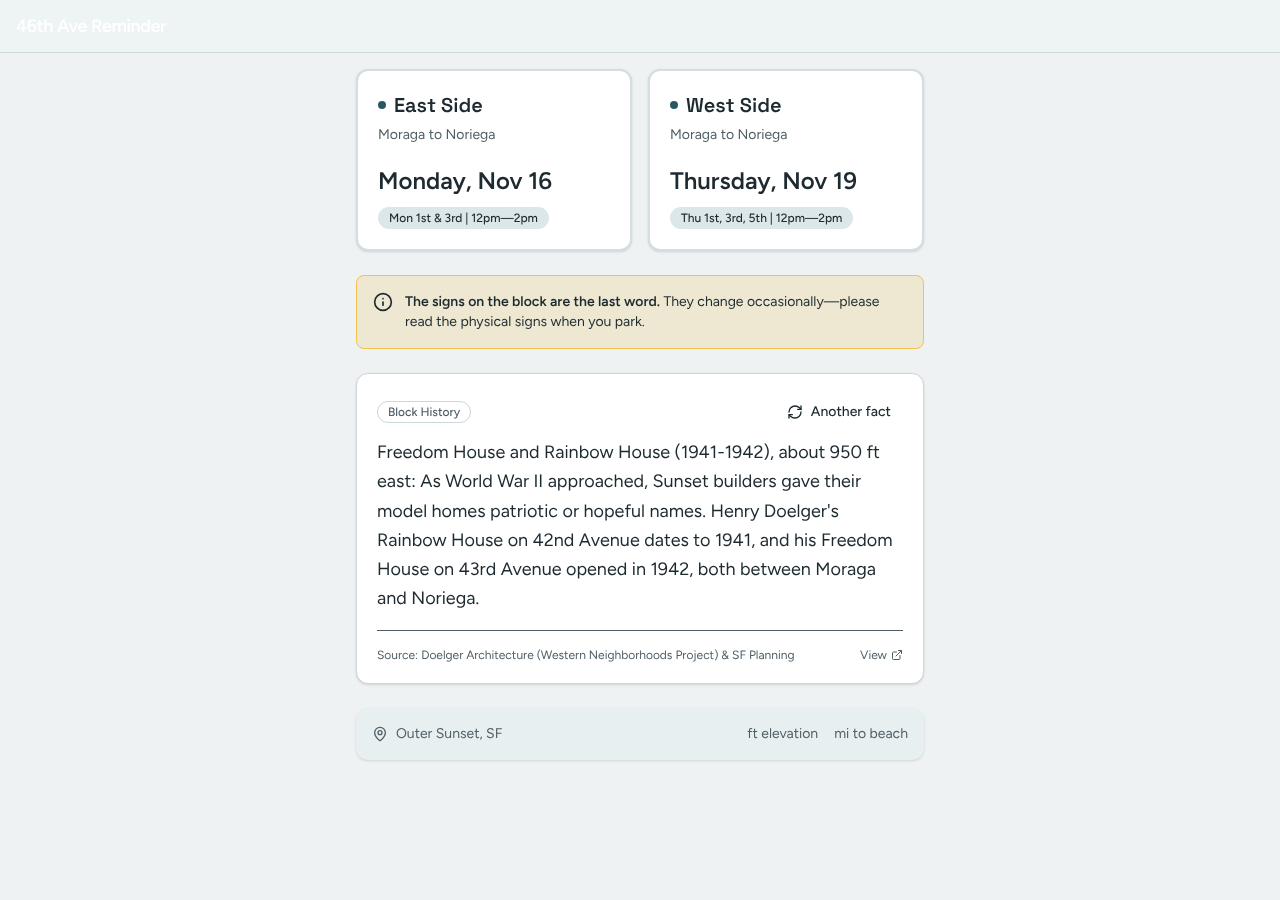 46th Ave Reminder
East Side
Moraga to Noriega
Monday, Nov 16
Mon 1st & 3rd | 12pm—2pm
West Side
Moraga to Noriega
Thursday, Nov 19
Thu 1st, 3rd, 5th | 12pm—2pm
The signs on the block are the last word. They change occasionally—please
read the physical signs when you park.
Block History
Another fact
Freedom House and Rainbow House (1941-1942), about 950 ft
east: As World War II approached, Sunset builders gave their
model homes patriotic or hopeful names. Henry Doelger's
Rainbow House on 42nd Avenue dates to 1941, and his Freedom
House on 43rd Avenue opened in 1942, both between Moraga
and Noriega.
Source: Doelger Architecture (Western Neighborhoods Project) & SF Planning
View
Outer Sunset, SF
ft elevation
mi to beach